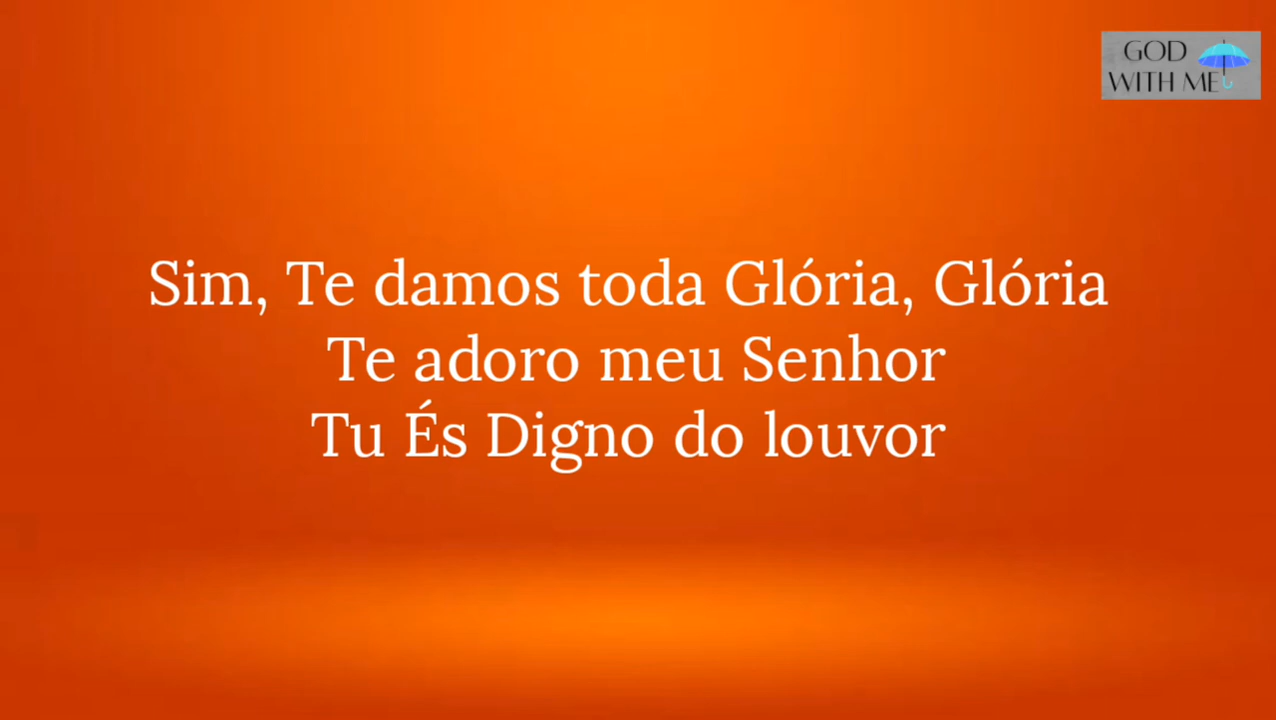 GOD
WITH ME
Sim, Te damos toda Glória, Glória
Te adoro meu Senhor
Tu És Digno do louvor